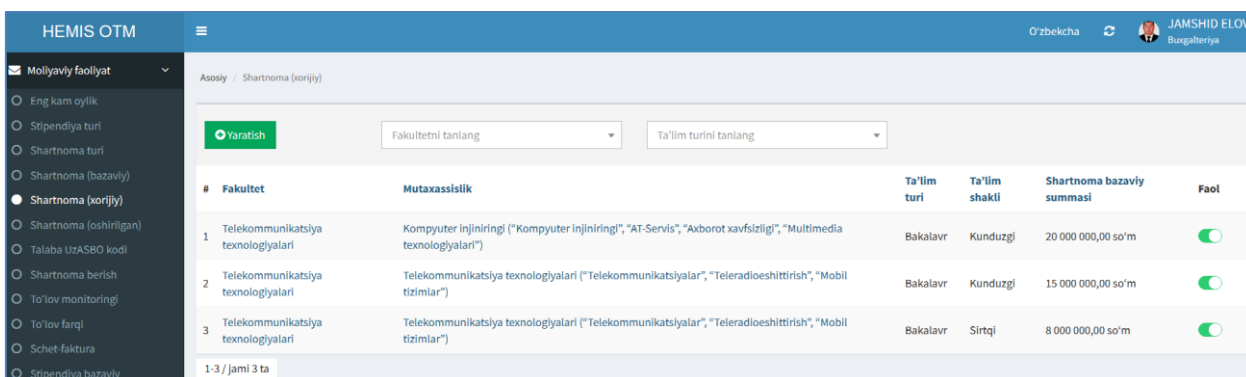 HEMIS OTM
O'zbekcha
JAMSHID ELOV
Buxgalteriya
Moliyaviy faoliyat
Eng kam oylik
Stipendiya turi
Shartnoma turi
Shartnoma (bazaviy)
Shartnoma (xorijiy)
Shartnoma (oshirilgan)
Talaba UzASBO kodi
Shartnoma berish
To'lov monitoringi
To'lov farqi
Schet-faktura
Stipendiya bazaviy
Asosiy / Shartnoma (xorijiy)
Yaratish
Fakultetni tanlang
Ta'lim turini tanlang
# Fakultet Mutaxassislik Ta'lim turi Ta'lim shakli Shartnoma bazaviy summasi Faol
1 Telekommunikatsiya texnologiyalari Kompyuter injiniringi ("Kompyuter injiniringi", "AT-Servis", "Axborot xavfsizligi", "Multimedia texnologiyalari") Bakalavr Kunduzgi 20 000 000,00 so'm
2 Telekommunikatsiya texnologiyalari Telekommunikatsiya texnologiyalari ("Telekommunikatsiyalar", "Teleradioeshittirish", "Mobil tizimlar") Bakalavr Kunduzgi 15 000 000,00 so'm
3 Telekommunikatsiya texnologiyalari Telekommunikatsiya texnologiyalari ("Telekommunikatsiyalar", "Teleradioeshittirish", "Mobil tizimlar") Bakalavr Sirtqi 8 000 000,00 so'm
1-3 / jami 3 ta